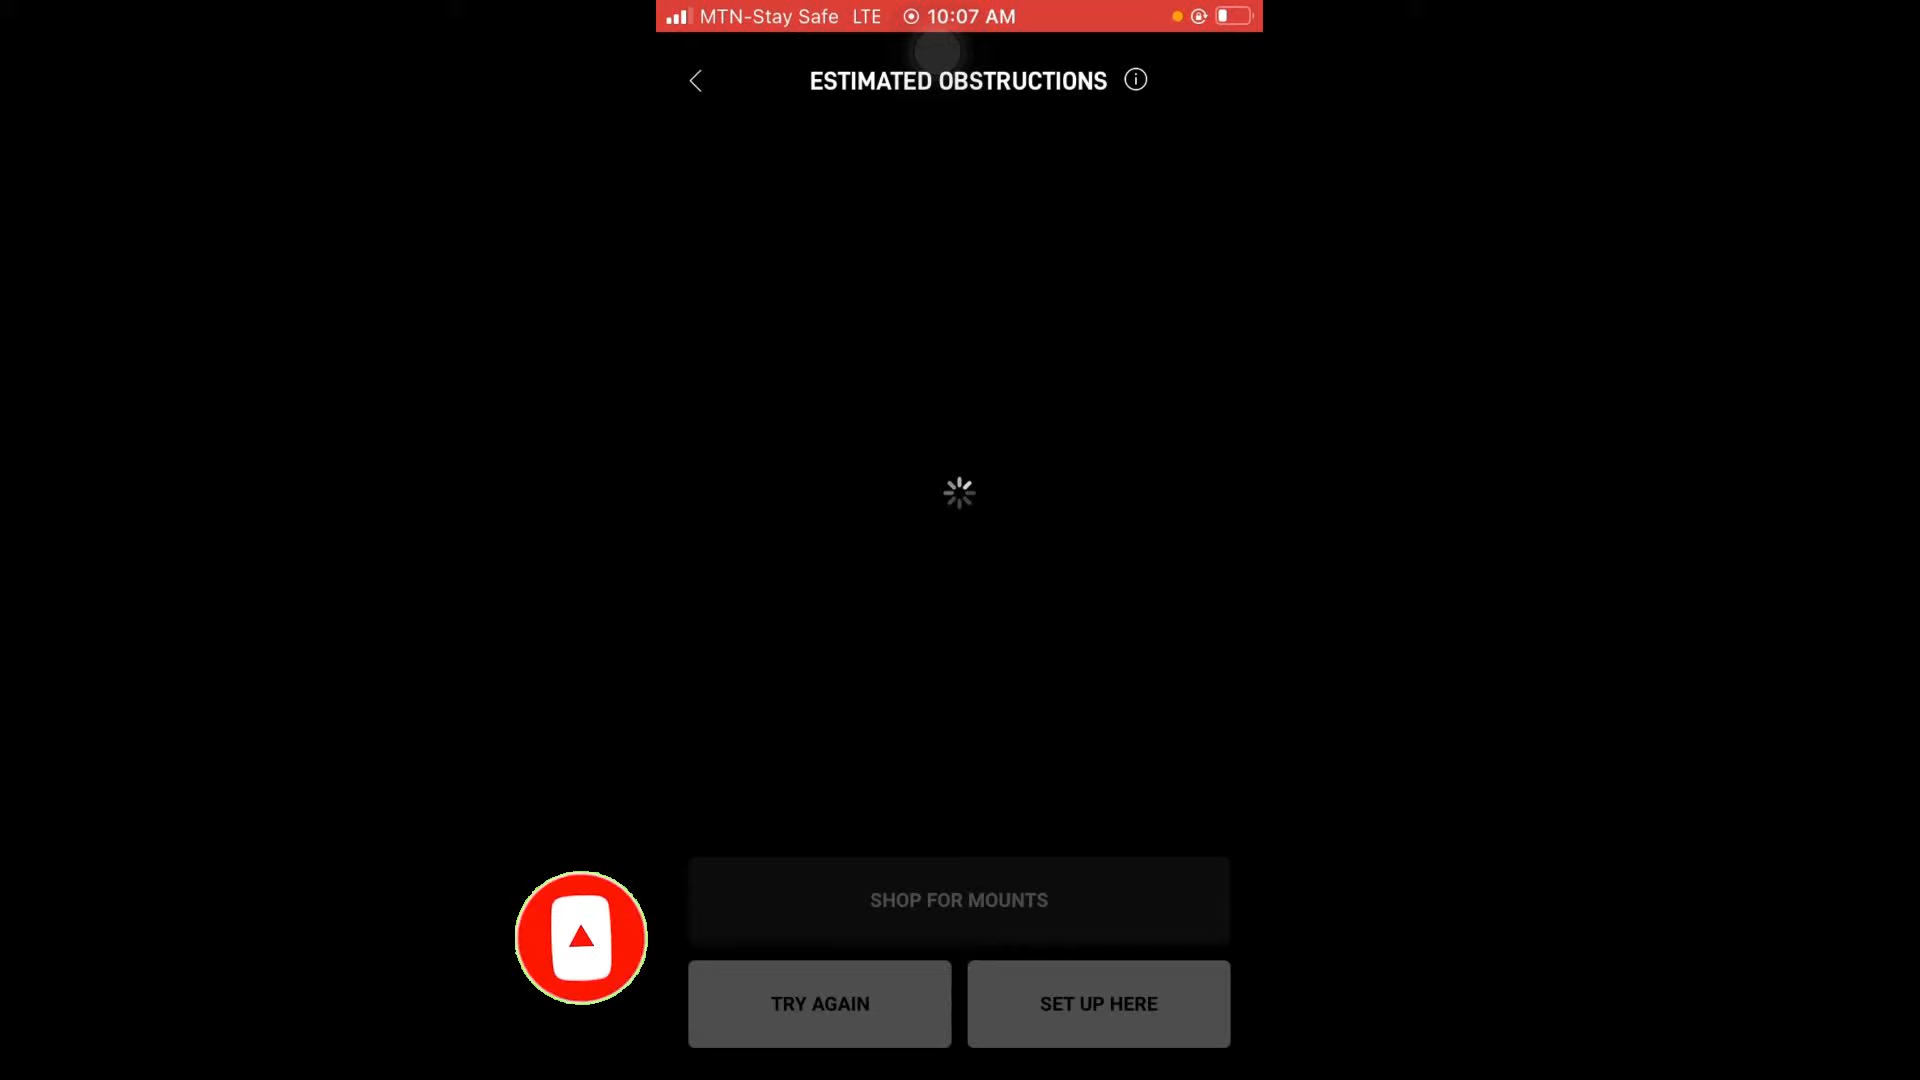 MTN-Stay Safe LTE 10:07 AM
ESTIMATED OBSTRUCTIONS
SHOP FOR MOUNTS
TRY AGAIN
SET UP HERE